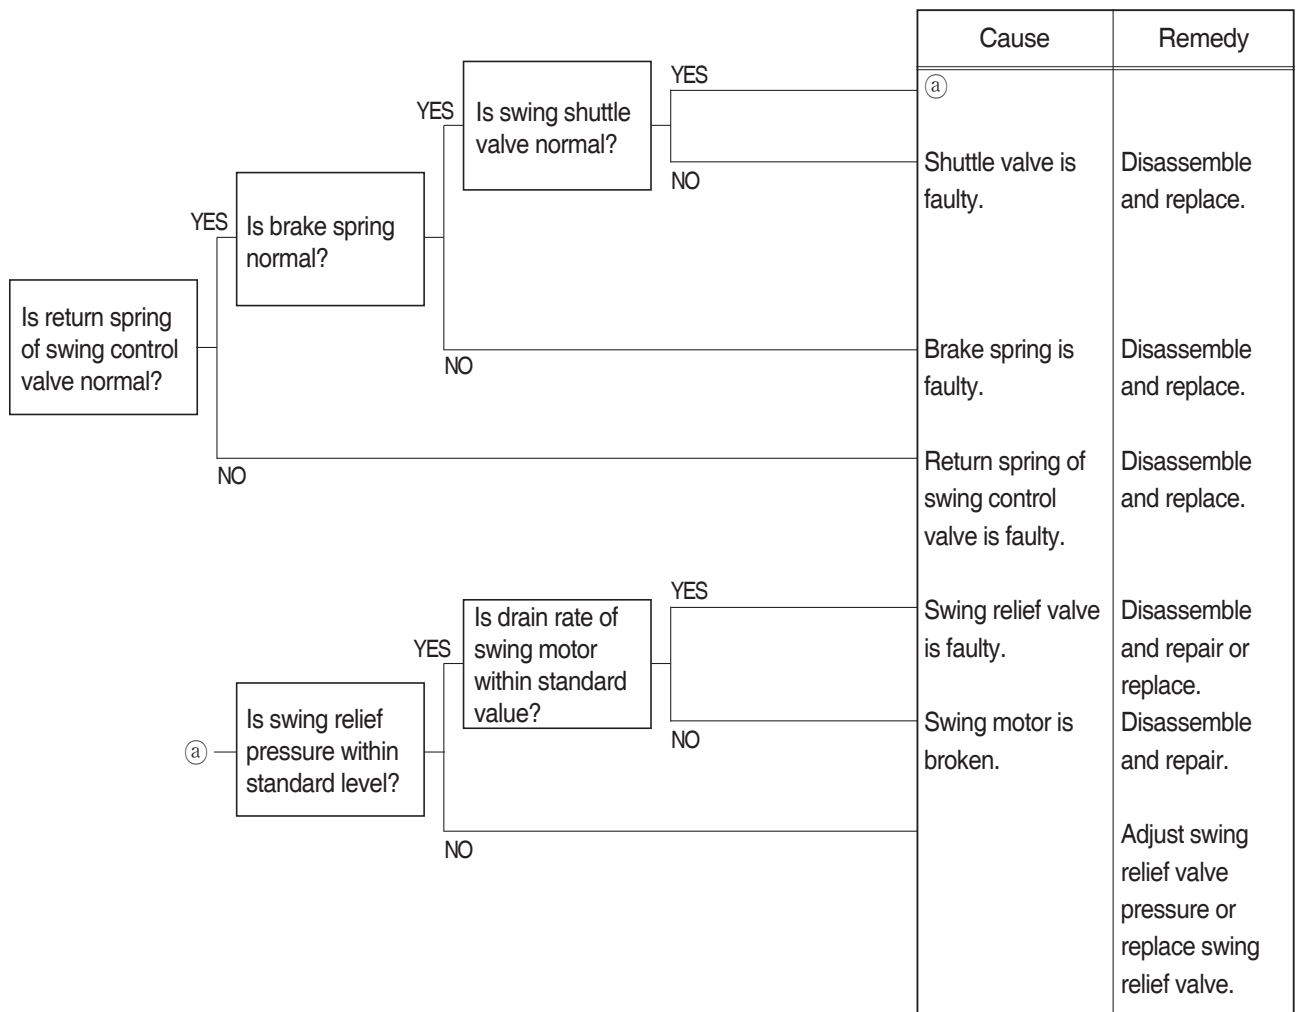 Cause
Remedy
YES
ⓐ
YES
Is swing shuttle
valve normal?
NO
Shuttle valve is
faulty.
Disassemble
and replace.
YES
Is brake spring
normal?
NO
Brake spring is
faulty.
Disassemble
and replace.
Is return spring
of swing control
valve normal?
NO
Return spring of
swing control
valve is faulty.
Disassemble
and replace.
YES
Swing relief valve
is faulty.
Disassemble
and repair or
replace.
YES
Is drain rate of
swing motor
within standard
value?
NO
Swing motor is
broken.
Disassemble
and repair.
ⓐ
Is swing relief
pressure within
standard level?
NO
Adjust swing
relief valve
pressure or
replace swing
relief valve.